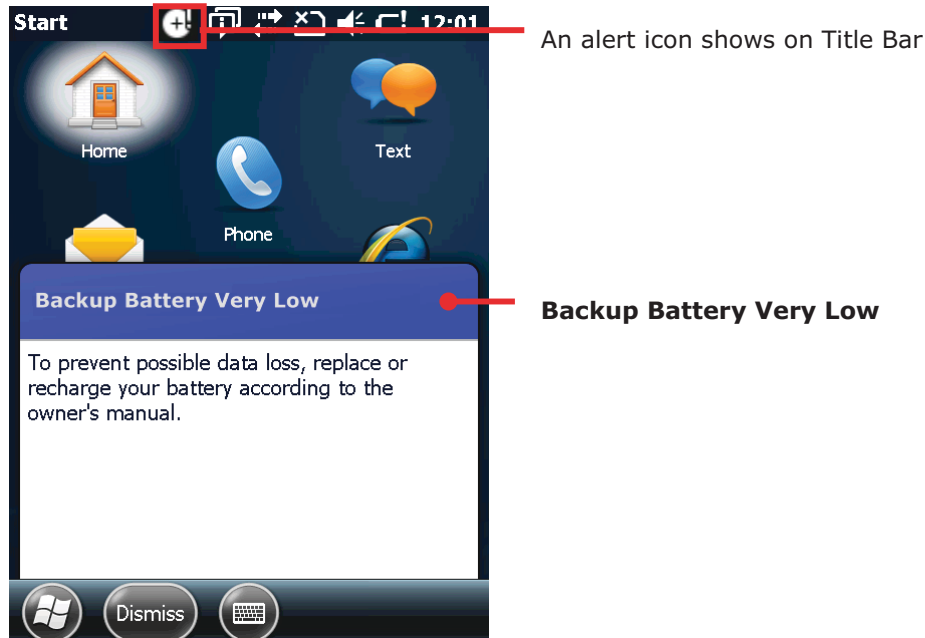 Start 12:01
An alert icon shows on Title Bar
Home
Text
Phone
Backup Battery Very Low
Backup Battery Very Low
To prevent possible data loss, replace or
recharge your battery according to the
owner's manual.
Dismiss